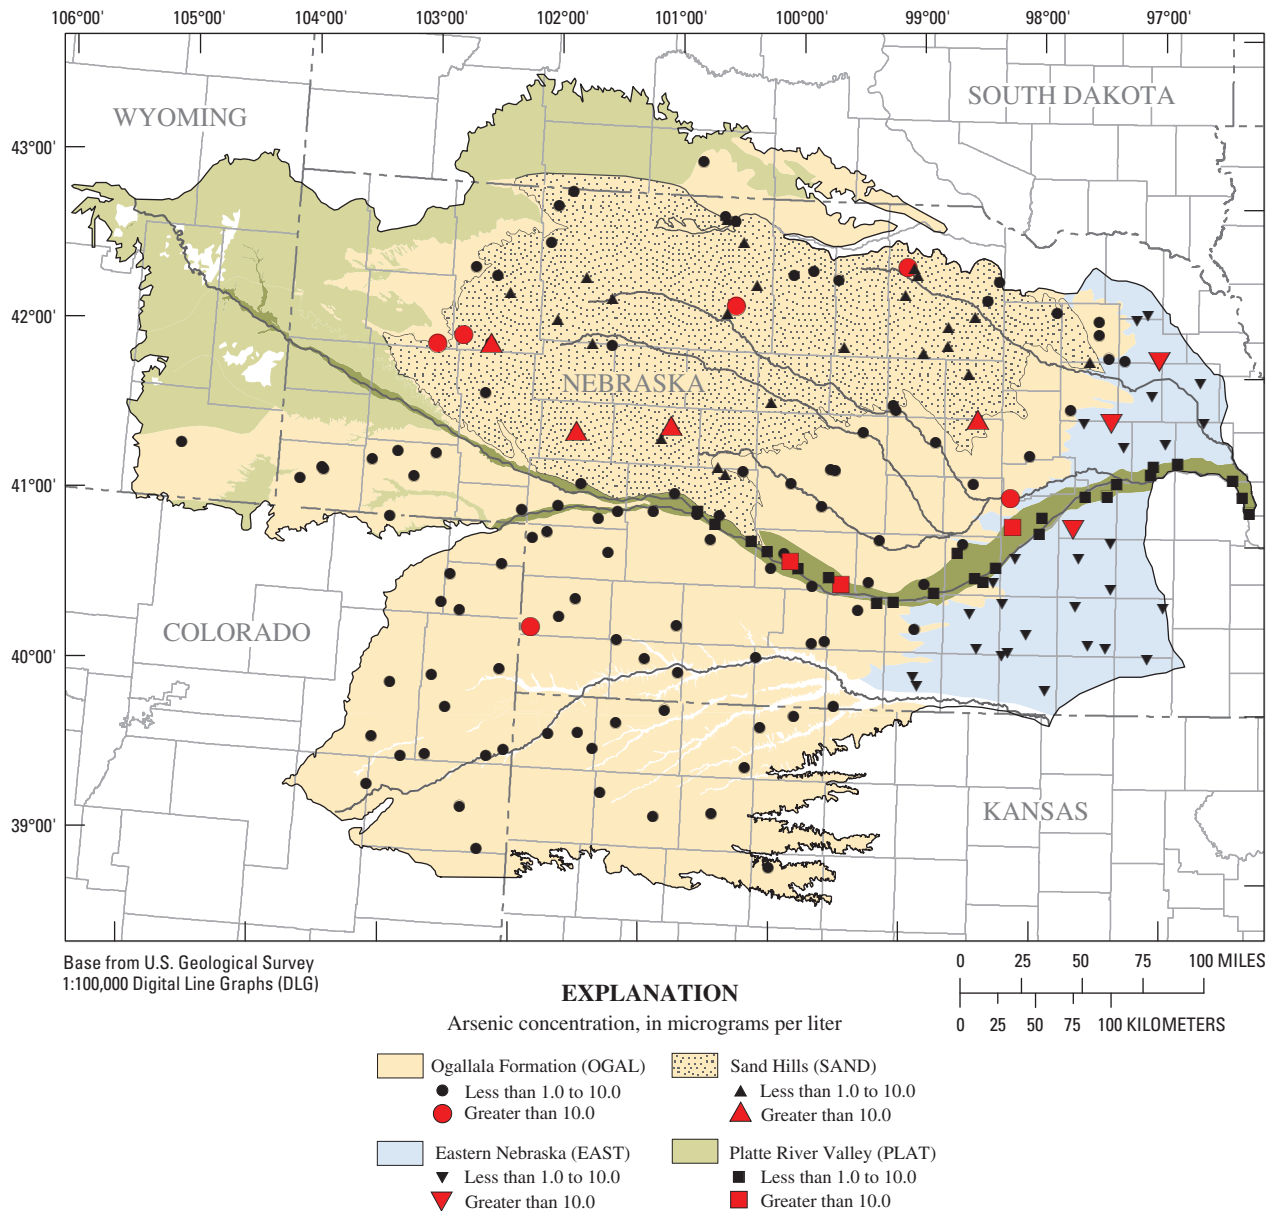 106°00' 105°00' 104°00' 103°00' 102°00' 101°00' 100°00' 99°00' 98°00' 97°00'
SOUTH DAKOTA
WYOMING
43°00'
42°00'
NEBRASKA
41°00'
COLORADO
40°00'
KANSAS
39°00'
Base from U.S. Geological Survey
1:100,000 Digital Line Graphs (DLG)
0 25 50 75 100 MILES
0 25 50 75 100 KILOMETERS
EXPLANATION
Arsenic concentration, in micrograms per liter
Ogallala Formation (OGAL)
Less than 1.0 to 10.0
Greater than 10.0
Sand Hills (SAND)
Less than 1.0 to 10.0
Greater than 10.0
Eastern Nebraska (EAST)
Less than 1.0 to 10.0
Greater than 10.0
Platte River Valley (PLAT)
Less than 1.0 to 10.0
Greater than 10.0